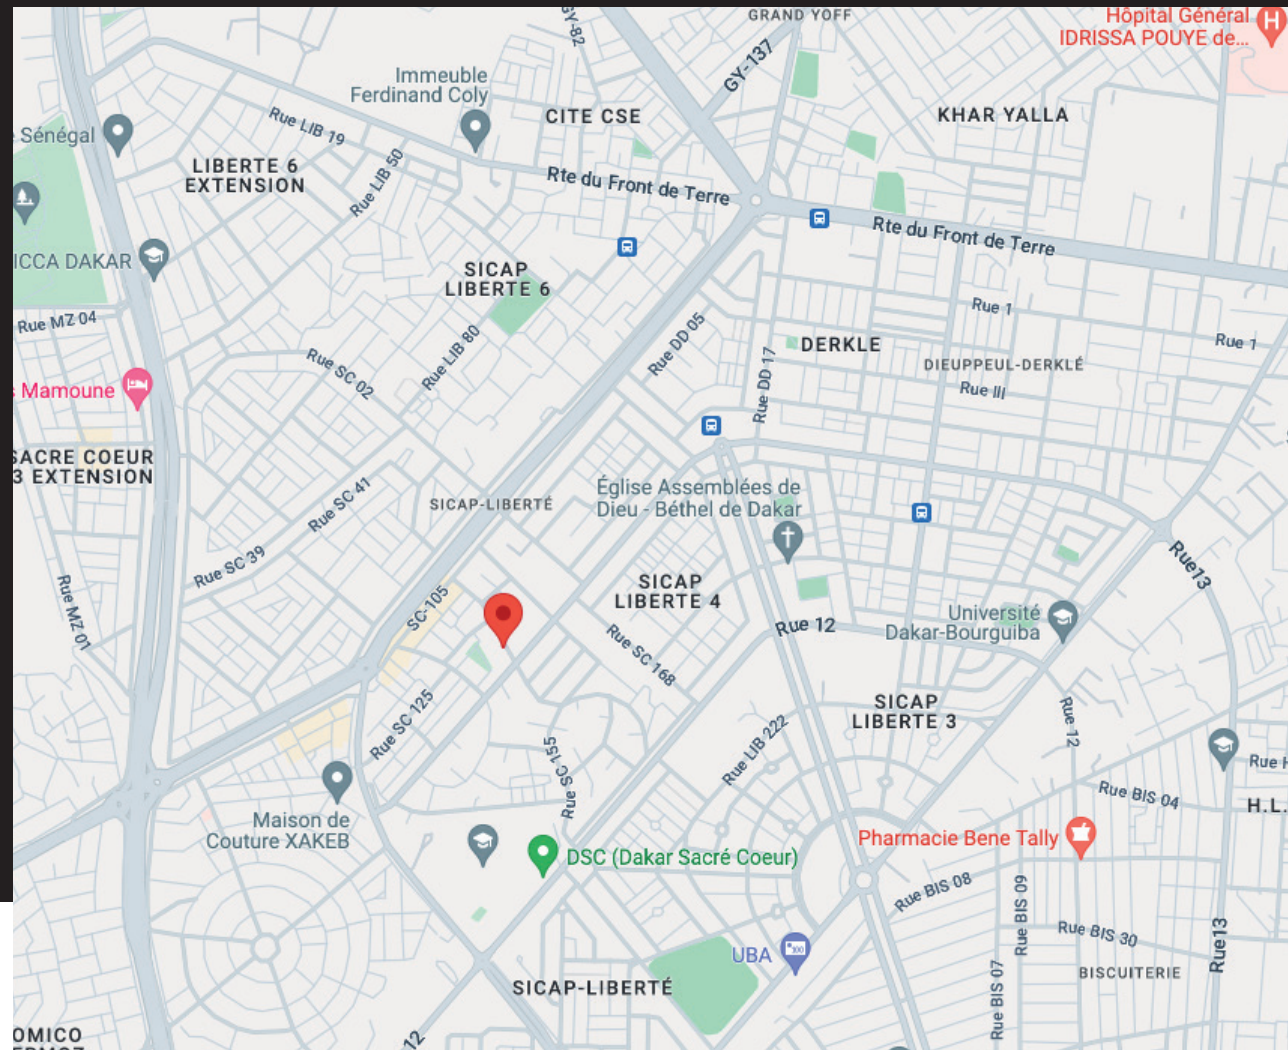 GRAND YOFF
Hôpital Général
IDRISSA POUYE de...
GY-82
GY-137
Immeuble
Ferdinand Coly
CITE CSE
KHAR YALLA
Sénégal
Rue LIB 19
LIBERTE 6
EXTENSION
Rue LIB 50
Rte du Front de Terre
Rte du Front de Terre
ICCA DAKAR
SICAP
LIBERTE 6
Rue MZ 04
Rue 1
Rue 1
Rue DD 05
DERKLE
Rue LIB 80
Rue SC 02
Rue DD 17
DIEUPPEUL-DERKLÉ
Rue III
Mamoune
SACRE COEUR
3 EXTENSION
Rue SC 41
SICAP-LIBERTÉ
Église Assemblées de
Dieu - Béthel de Dakar
Rue SC 39
Rue13
Rue MZ 01
SC-105
SICAP
LIBERTE 4
Université
Dakar-Bourguiba
Rue 12
Rue SC 168
SICAP
LIBERTE 3
Rue 12
Rue SC 125
Rue SC 155
Rue LIB 222
Rue H
Rue BIS 04
H.L.
Maison de
Couture XAKEB
Pharmacie Bene Tally
DSC (Dakar Sacré Coeur)
Rue BIS 08
Rue BIS 09
Rue BIS 30
Rue13
UBA
BISCUITERIE
SICAP-LIBERTÉ
Rue BIS 07
OMICO
12